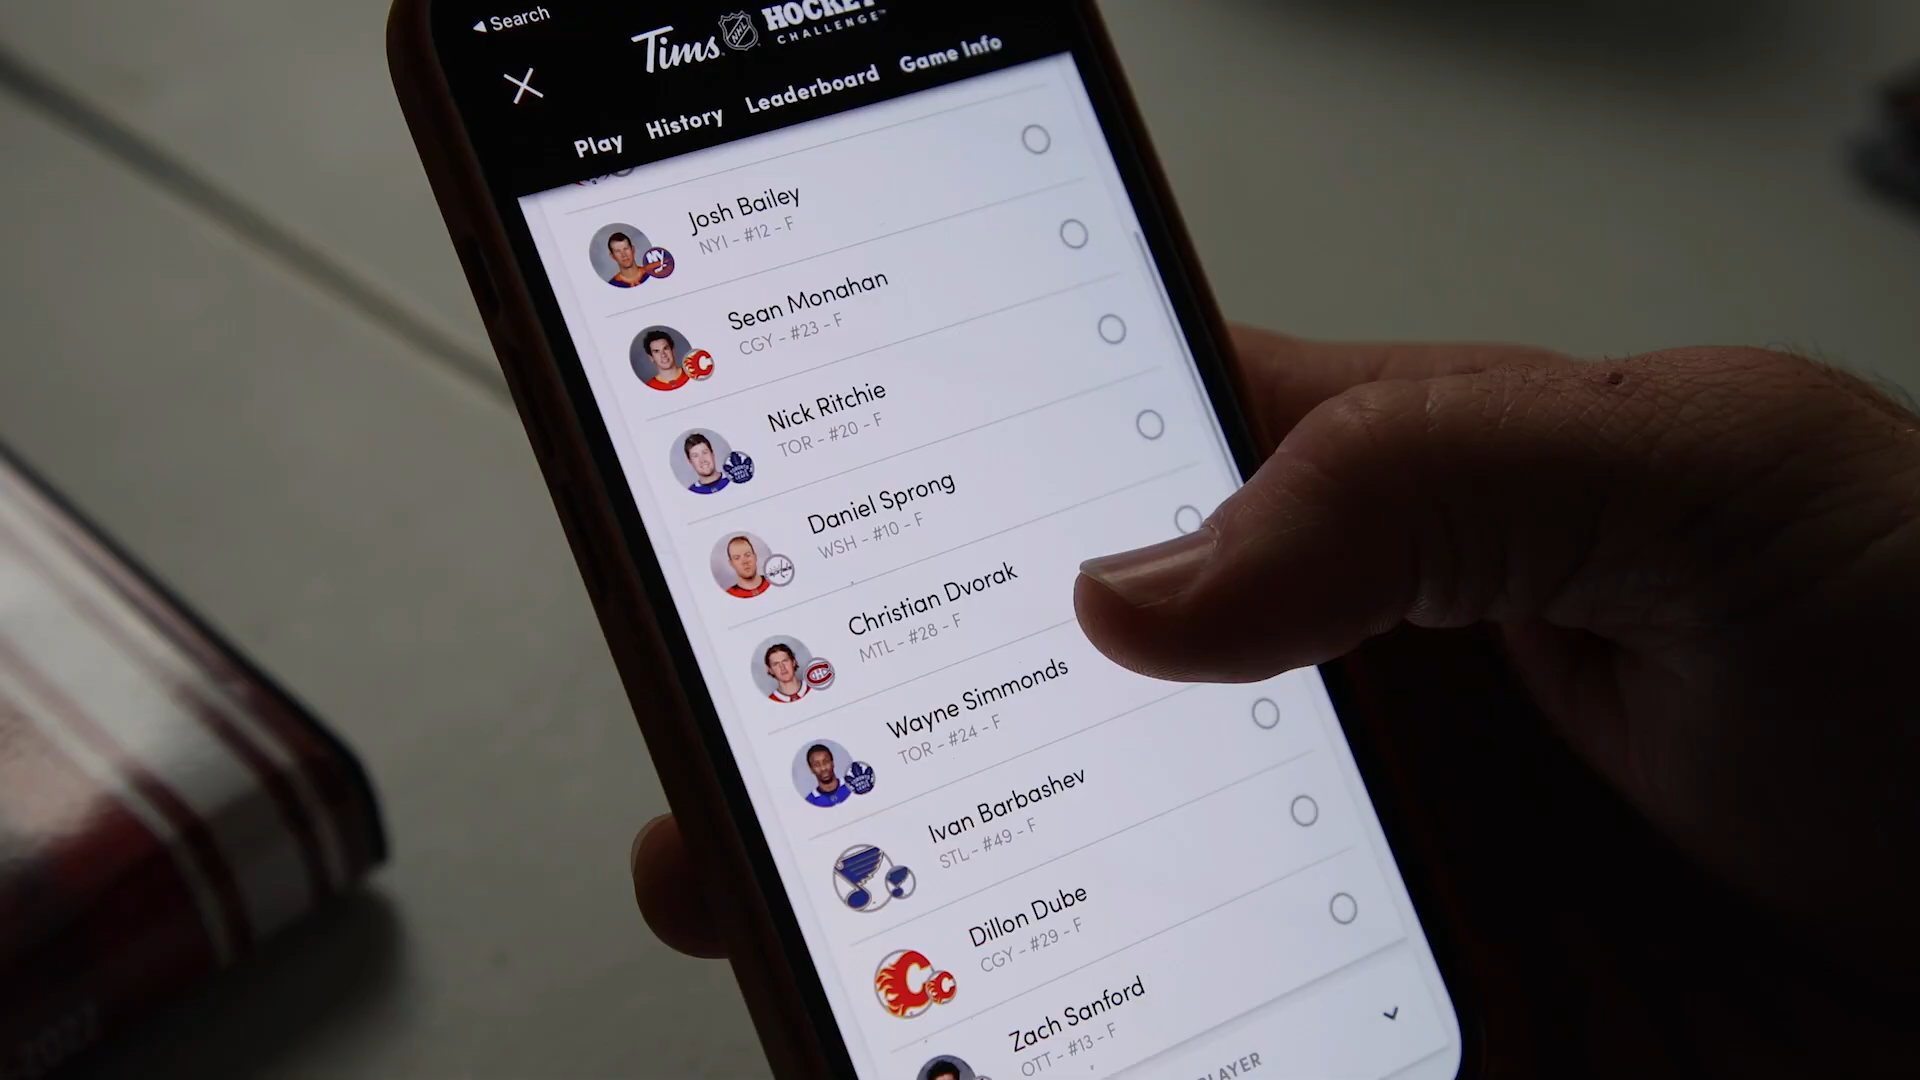 Search
Tims NHL HOCKEY
CHALLENGE™
Play History Leaderboard Game Info
Josh Bailey
NYI - #12 - F
Sean Monahan
CGY - #23 - F
Nick Ritchie
TOR - #20 - F
Daniel Sprong
WSH - #10 - F
Christian Dvorak
MTL - #28 - F
Wayne Simmonds
TOR - #24 - F
Ivan Barbashev
STL - #49 - F
Dillon Dube
CGY - #29 - F
Zach Sanford
OTT - #13 - F